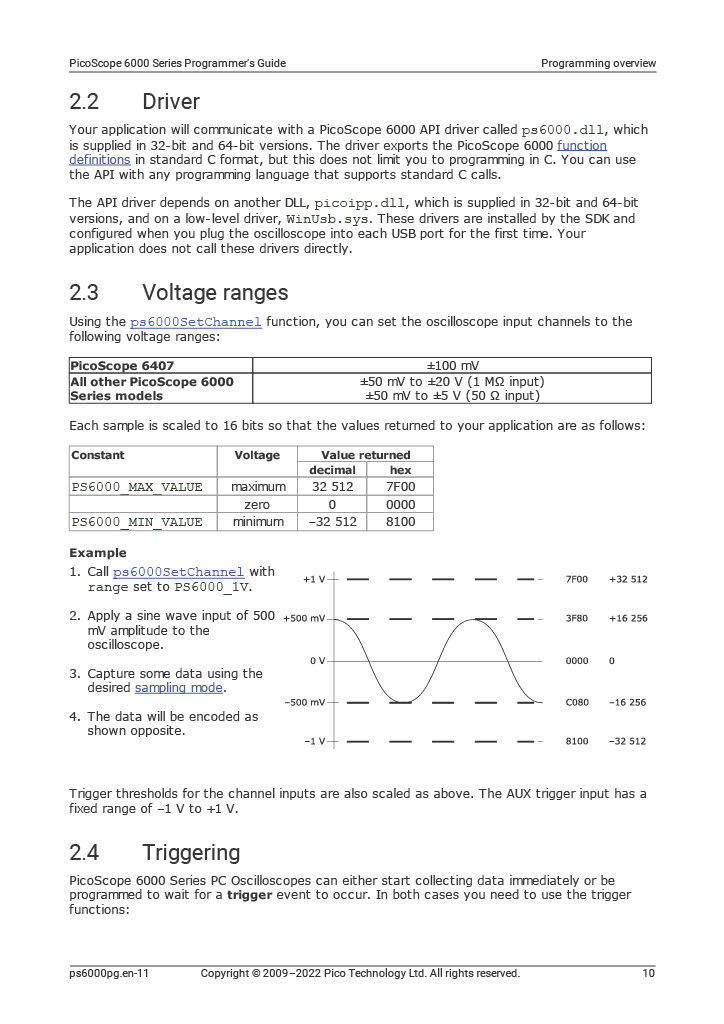 PicoScope 6000 Series Programmer's Guide Programming overview
2.2 Driver
Your application will communicate with a PicoScope 6000 API driver called ps6000.dll, which
is supplied in 32-bit and 64-bit versions. The driver exports the PicoScope 6000 function
definitions in standard C format, but this does not limit you to programming in C. You can use
the API with any programming language that supports standard C calls.
The API driver depends on another DLL, picoipp.dll, which is supplied in 32-bit and 64-bit
versions, and on a low-level driver, WinUsb.sys. These drivers are installed by the SDK and
configured when you plug the oscilloscope into each USB port for the first time. Your
application does not call these drivers directly.
2.3 Voltage ranges
Using the ps6000SetChannel function, you can set the oscilloscope input channels to the
following voltage ranges:
PicoScope 6407 ±100 mV
All other PicoScope 6000 ±50 mV to ±20 V (1 MΩ input)
Series models ±50 mV to ±5 V (50 Ω input)
Each sample is scaled to 16 bits so that the values returned to your application are as follows:
Constant Voltage Value returned
decimal hex
PS6000_MAX_VALUE maximum 32 512 7F00
zero 0 0000
PS6000_MIN_VALUE minimum –32 512 8100
Example
1. Call ps6000SetChannel with
range set to PS6000_1V.
2. Apply a sine wave input of 500
mV amplitude to the
oscilloscope.
3. Capture some data using the
desired sampling mode.
4. The data will be encoded as
shown opposite.
+1 V 7F00 +32 512
+500 mV 3F80 +16 256
0 V 0000 0
–500 mV C080 –16 256
–1 V 8100 –32 512
Trigger thresholds for the channel inputs are also scaled as above. The AUX trigger input has a
fixed range of –1 V to +1 V.
2.4 Triggering
PicoScope 6000 Series PC Oscilloscopes can either start collecting data immediately or be
programmed to wait for a trigger event to occur. In both cases you need to use the trigger
functions:
ps6000pg.en-11 Copyright © 2009–2022 Pico Technology Ltd. All rights reserved. 10